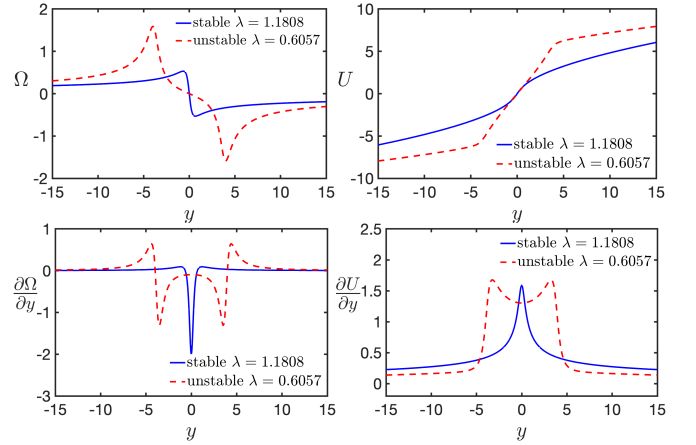 2
1
0
-1
-2
Ω
stable λ = 1.1808
unstable λ = 0.6057
-15 -10 -5 0 5 10 15
y
10
5
0
-5
-10
U
stable λ = 1.1808
unstable λ = 0.6057
-15 -10 -5 0 5 10 15
y
1
0
-1
-2
-3
∂Ω
∂y
stable λ = 1.1808
unstable λ = 0.6057
-15 -10 -5 0 5 10 15
y
2.5
2
1.5
1
0.5
0
∂U
∂y
stable λ = 1.1808
unstable λ = 0.6057
-15 -10 -5 0 5 10 15
y